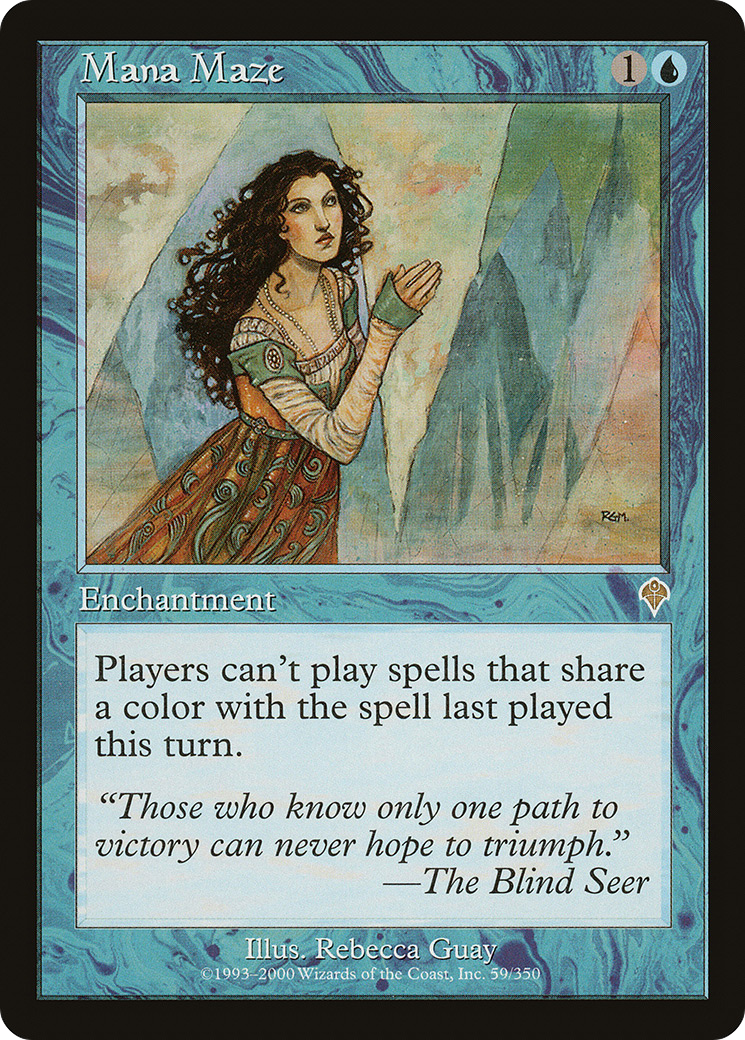 Mana Maze
1
RGM.
Enchantment
Players can't play spells that share
a color with the spell last played
this turn.
“Those who know only one path to
victory can never hope to triumph.”
—The Blind Seer
Illus. Rebecca Guay
©1993–2000 Wizards of the Coast, Inc. 59/350